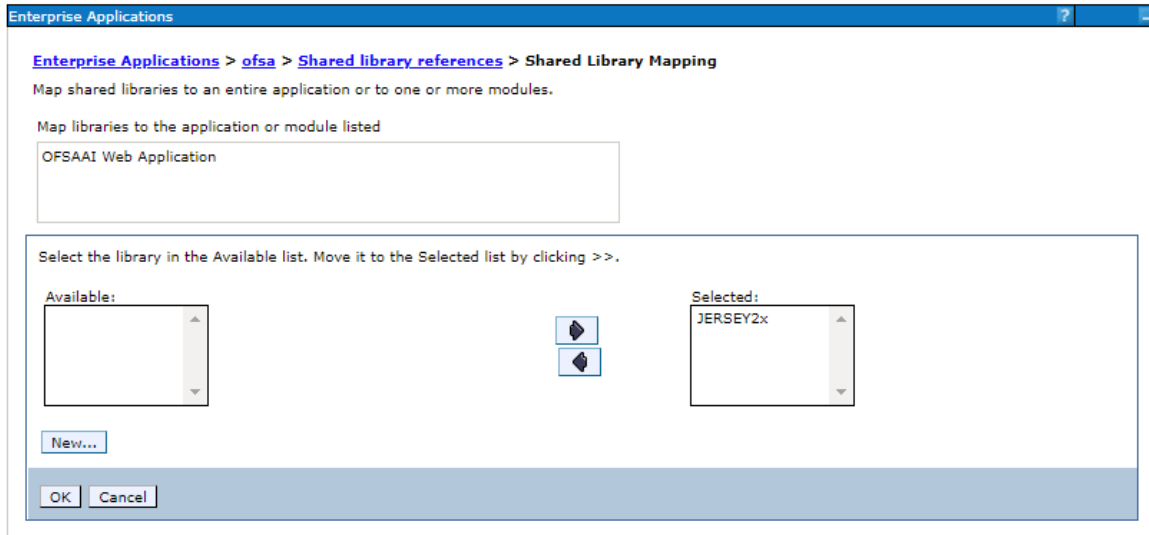 Enterprise Applications ?
Enterprise Applications > ofsa > Shared library references > Shared Library Mapping
Map shared libraries to an entire application or to one or more modules.
Map libraries to the application or module listed
OFSAAI Web Application
Select the library in the Available list. Move it to the Selected list by clicking >>.
Available: Selected:
JERSEY2x
New...
OK Cancel